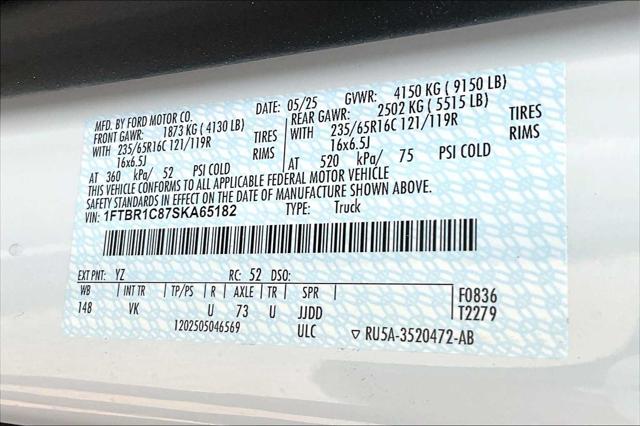 MFD. BY FORD MOTOR CO. DATE: 05/25 GVWR: 4150 KG ( 9150 LB)
FRONT GAWR: 1873 KG ( 4130 LB) REAR GAWR: 2502 KG ( 5515 LB)
WITH 235/65R16C 121/119R TIRES WITH 235/65R16C 121/119R TIRES
16x6.5J RIMS 16x6.5J RIMS
AT 360 kPa/ 52 PSI COLD AT 520 kPa/ 75 PSI COLD
THIS VEHICLE CONFORMS TO ALL APPLICABLE FEDERAL MOTOR VEHICLE
SAFETY STANDARDS IN EFFECT ON THE DATE OF MANUFACTURE SHOWN ABOVE.
VIN: 1FTBR1C87SKA65182 TYPE: Truck
EXT PNT: YZ RC: 52 DSO:
WB INT TR TP/PS R AXLE TR SPR F0836
148 VK U 73 U JJDD T2279
1202505046569 ULC ▽ RU5A-3520472-AB